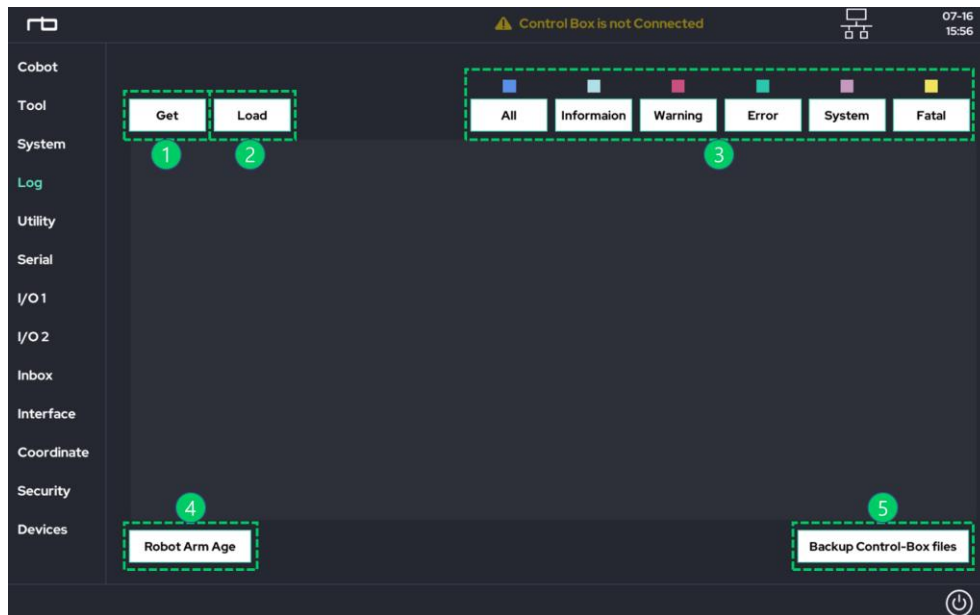 rb
Control Box is not Connected
07-16
15:56
Cobot
Tool
System
Log
Utility
Serial
I/O 1
I/O 2
Inbox
Interface
Coordinate
Security
Devices
Get Load All Informaion Warning Error System Fatal
1 2 3
4 5
Robot Arm Age Backup Control-Box files